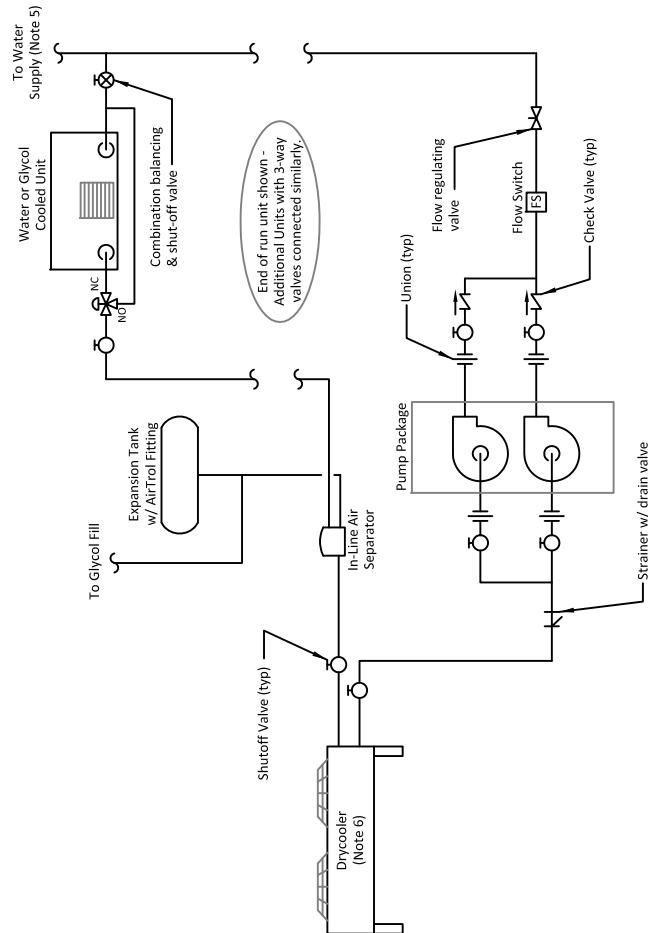 To Water
Supply (Note 5)
Water or Glycol
Cooled Unit
Combination balancing
& shut-off valve
NC
NO
End of run unit shown -
Additional Units with 3-way
valves connected similarly.
Flow regulating
valve
Flow Switch
FS
Check Valve (typ)
Union (typ)
Pump Package
Expansion Tank
w/ AirTrol Fitting
To Glycol Fill
In-Line Air
Separator
Strainer w/ drain valve
Shutoff Valve (typ)
Drycooler
(Note 6)